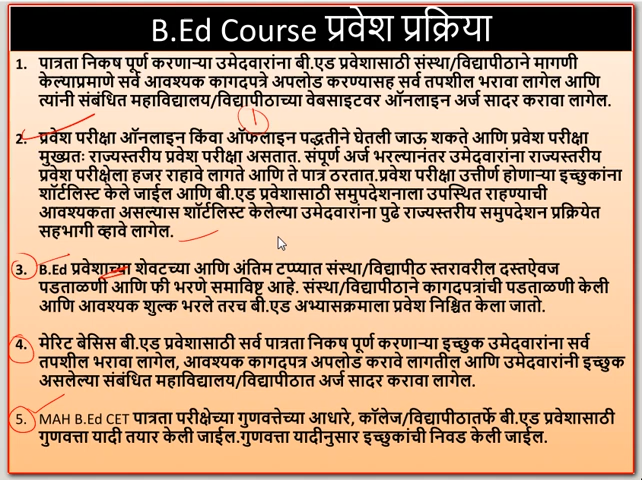 B.Ed Course प्रवेश प्रक्रिया
1. पात्रता निकष पूर्ण करणाऱ्या उमेदवारांना बी.एड प्रवेशासाठी संस्था/विद्यापीठाने मागणी
केल्याप्रमाणे सर्व आवश्यक कागदपत्रे अपलोड करण्यासह सर्व तपशील भरावा लागेल आणि
त्यांनी संबंधित महाविद्यालय/विद्यापीठाच्या वेबसाइटवर ऑनलाइन अर्ज सादर करावा लागेल.
2. प्रवेश परीक्षा ऑनलाइन किंवा ऑफलाइन पद्धतीने घेतली जाऊ शकते आणि प्रवेश परीक्षा
मुख्यतः राज्यस्तरीय प्रवेश परीक्षा असतात. संपूर्ण अर्ज भरल्यानंतर उमेदवारांना राज्यस्तरीय
प्रवेश परीक्षेला हजर राहावे लागते आणि ते पात्र ठरतात.प्रवेश परीक्षा उत्तीर्ण होणाऱ्या इच्छुकांना
शॉर्टलिस्ट केले जाईल आणि बी.एड प्रवेशासाठी समुपदेशनाला उपस्थित राहण्याची
आवश्यकता असल्यास शॉर्टलिस्ट केलेल्या उमेदवारांना पुढे राज्यस्तरीय समुपदेशन प्रक्रियेत
सहभागी व्हावे लागेल.
3. B.Ed प्रवेशाच्या शेवटच्या आणि अंतिम टप्प्यात संस्था/विद्यापीठ स्तरावरील दस्तऐवज
पडताळणी आणि फी भरणे समाविष्ट आहे. संस्था/विद्यापीठाने कागदपत्रांची पडताळणी केली
आणि आवश्यक शुल्क भरले तरच बी.एड अभ्यासक्रमाला प्रवेश निश्चित केला जातो.
4. मेरिट बेसिस बी.एड प्रवेशासाठी सर्व पात्रता निकष पूर्ण करणाऱ्या इच्छुक उमेदवारांना सर्व
तपशील भरावा लागेल, आवश्यक कागदपत्र अपलोड करावे लागतील आणि उमेदवारांनी इच्छुक
असलेल्या संबंधित महाविद्यालय/विद्यापीठात अर्ज सादर करावा लागेल.
5. MAH B.Ed CET पात्रता परीक्षेच्या गुणवत्तेच्या आधारे, कॉलेज/विद्यापीठातर्फे बी.एड प्रवेशासाठी
गुणवत्ता यादी तयार केली जाईल.गुणवत्ता यादीनुसार इच्छुकांची निवड केली जाईल.